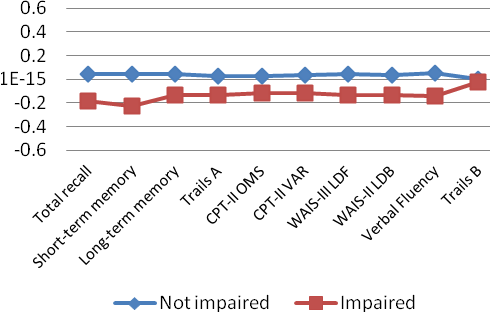 0.6
0.4
0.2
1E-15
-0.2
-0.4
-0.6
Total recall
Short-term memory
Long-term memory
Trails A
CPT-II OMS
CPT-II VAR
WAIS-III LDF
WAIS-II LDB
Verbal Fluency
Trails B
Not impaired
Impaired